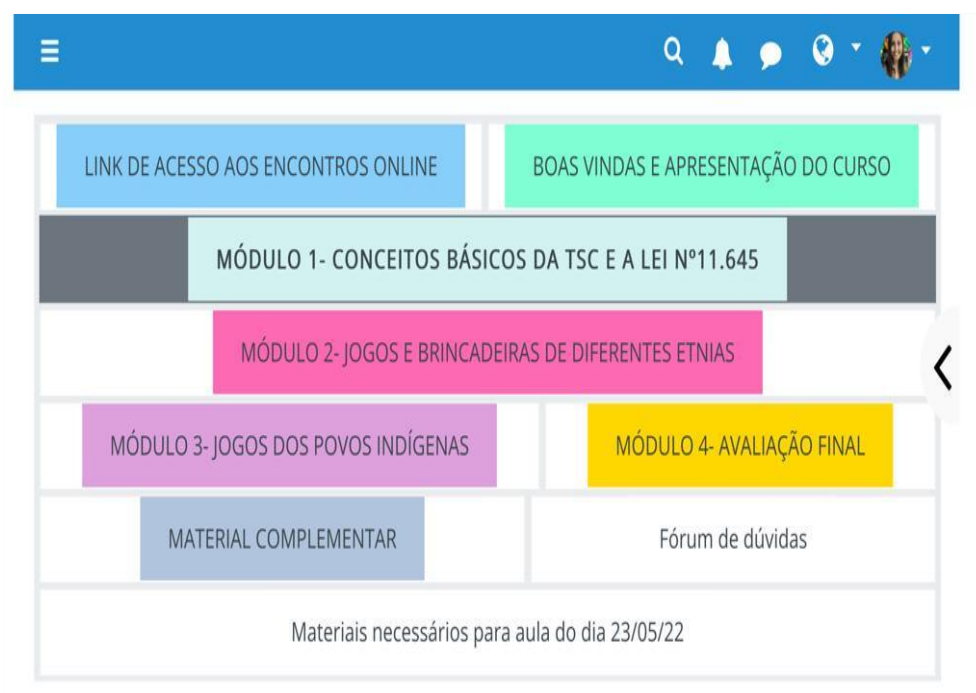 LINK DE ACESSO AOS ENCONTROS ONLINE
BOAS VINDAS E APRESENTAÇÃO DO CURSO
MÓDULO 1- CONCEITOS BÁSICOS DA TSC E A LEI Nº11.645
MÓDULO 2- JOGOS E BRINCADEIRAS DE DIFERENTES ETNIAS
MÓDULO 3- JOGOS DOS POVOS INDÍGENAS
MÓDULO 4- AVALIAÇÃO FINAL
MATERIAL COMPLEMENTAR
Fórum de dúvidas
Materiais necessários para aula do dia 23/05/22